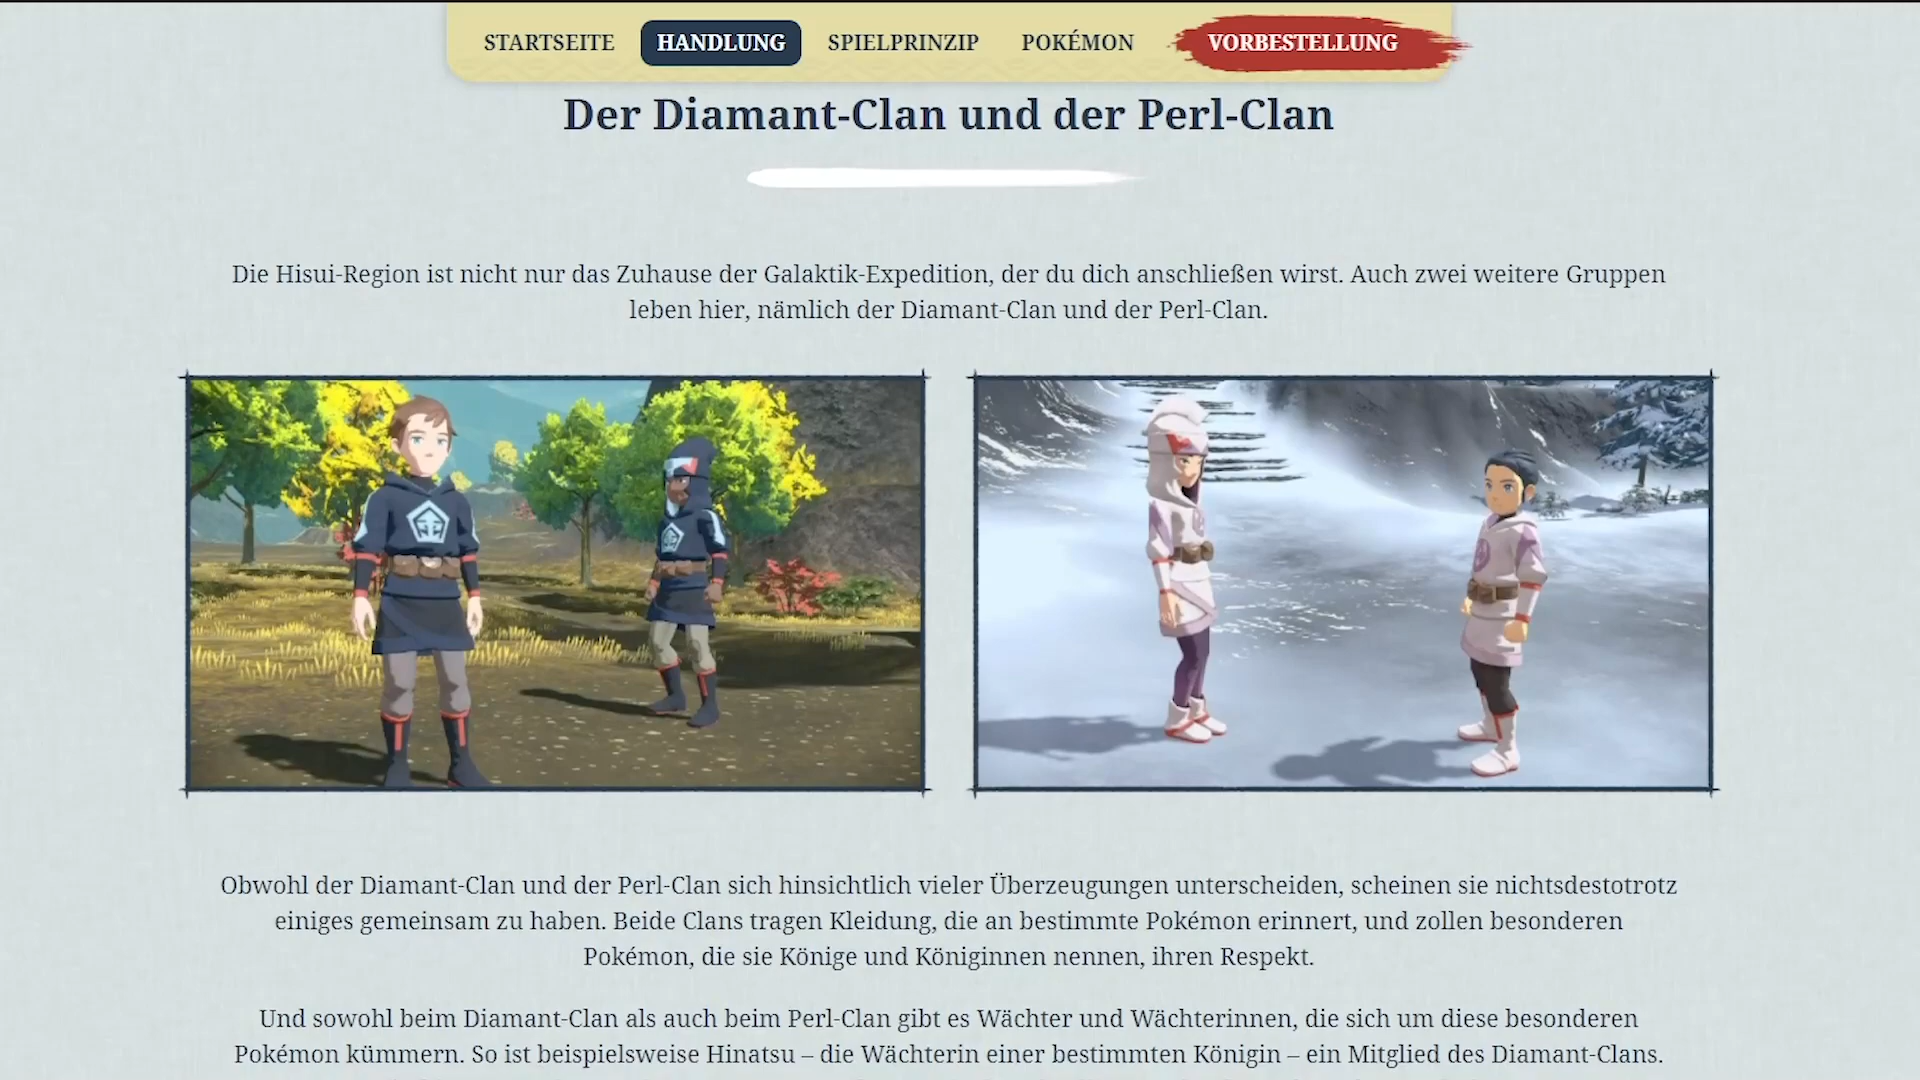 STARTSEITE HANDLUNG SPIELPRINZIP POKÉMON VORBESTELLUNG
Der Diamant-Clan und der Perl-Clan
Die Hisui-Region ist nicht nur das Zuhause der Galaktik-Expedition, der du dich anschließen wirst. Auch zwei weitere Gruppen
leben hier, nämlich der Diamant-Clan und der Perl-Clan.
Obwohl der Diamant-Clan und der Perl-Clan sich hinsichtlich vieler Überzeugungen unterscheiden, scheinen sie nichtsdestotrotz
einiges gemeinsam zu haben. Beide Clans tragen Kleidung, die an bestimmte Pokémon erinnert, und zollen besonderen
Pokémon, die sie Könige und Königinnen nennen, ihren Respekt.
Und sowohl beim Diamant-Clan als auch beim Perl-Clan gibt es Wächter und Wächterinnen, die sich um diese besonderen
Pokémon kümmern. So ist beispielsweise Hinatsu – die Wächterin einer bestimmten Königin – ein Mitglied des Diamant-Clans.